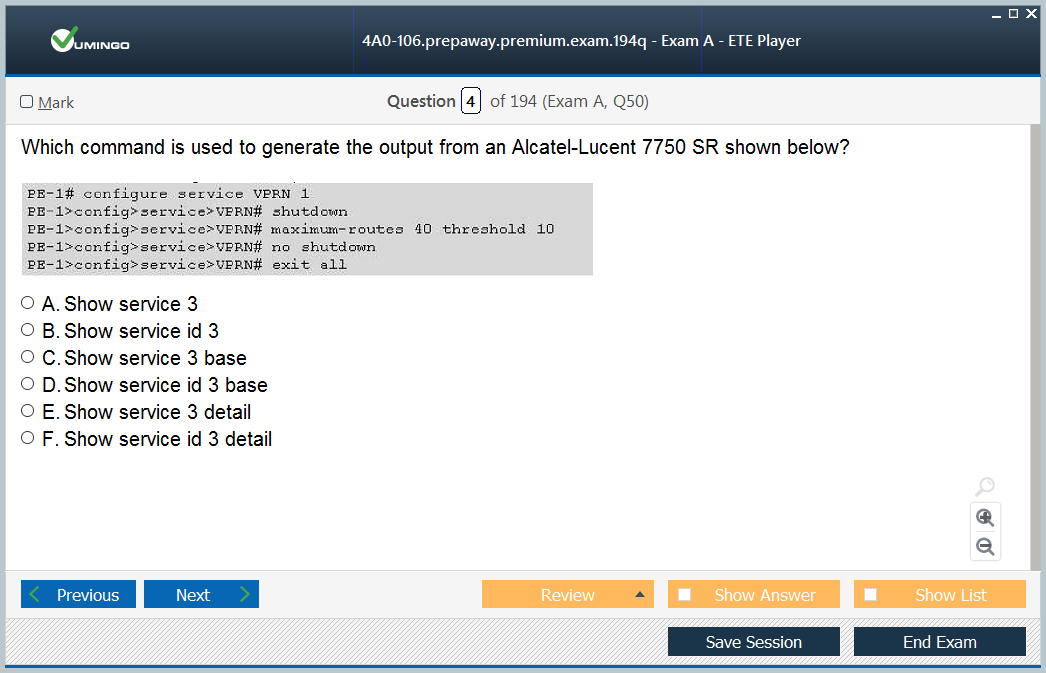 VUMINGO
4A0-106.prepaway.premium.exam.194q - Exam A - ETE Player
Mark
Question 4 of 194 (Exam A, Q50)
Which command is used to generate the output from an Alcatel-Lucent 7750 SR shown below?
PE-1# configure service VPRN 1
PE-1>config>service>VPRN# shutdown
PE-1>config>service>VPRN# maximum-routes 40 threshold 10
PE-1>config>service>VPRN# no shutdown
PE-1>config>service>VPRN# exit all
A. Show service 3
B. Show service id 3
C. Show service 3 base
D. Show service id 3 base
E. Show service 3 detail
F. Show service id 3 detail
Previous Next Review Show Answer Show List
Save Session End Exam